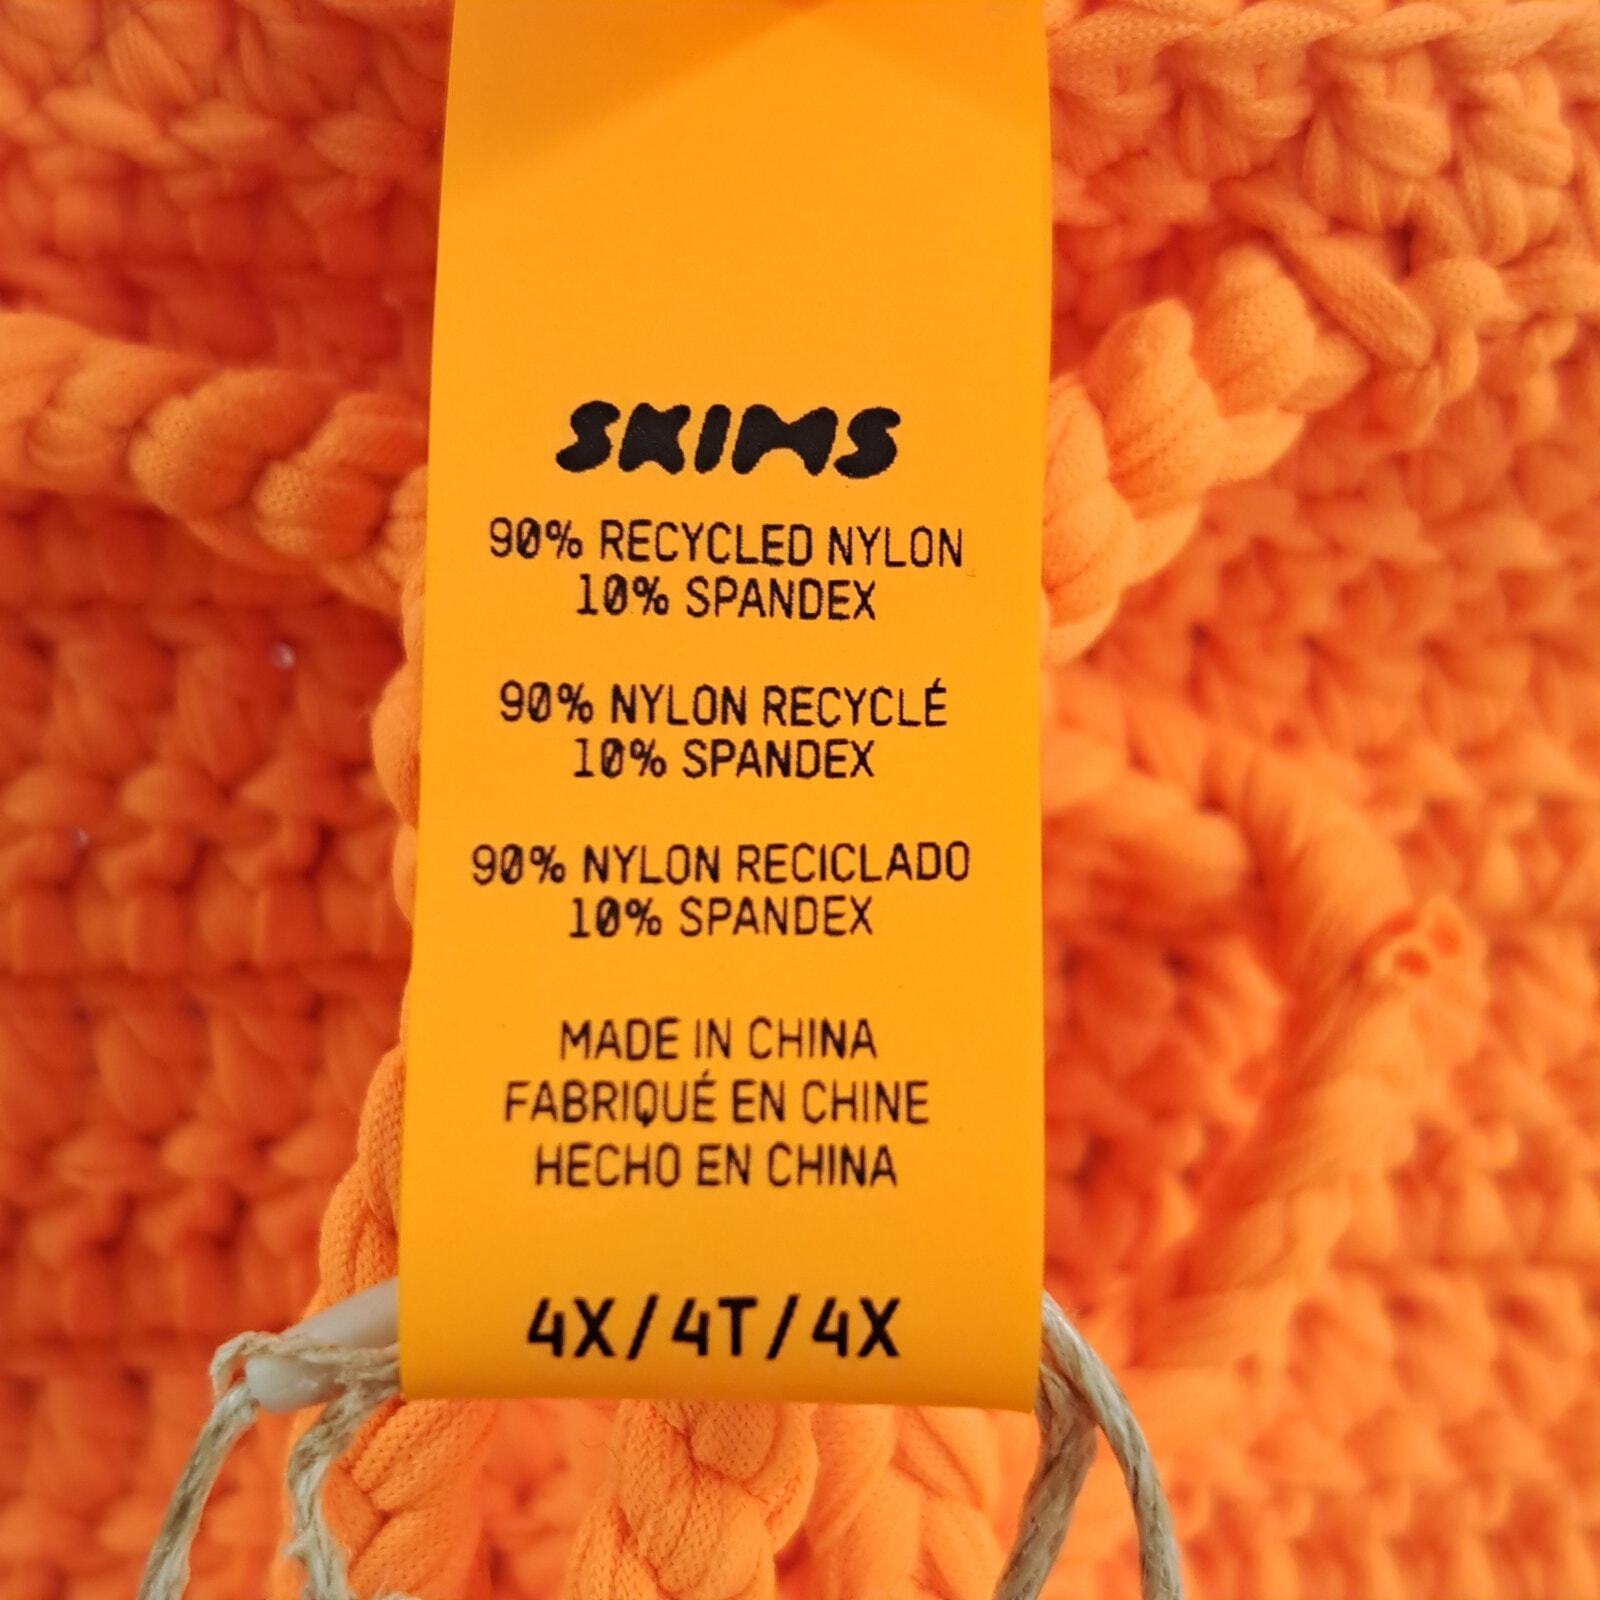 SKIMS
90% RECYCLED NYLON
10% SPANDEX
90% NYLON RECYCLÉ
10% SPANDEX
90% NYLON RECICLADO
10% SPANDEX
MADE IN CHINA
FABRIQUÉ EN CHINE
HECHO EN CHINA
4X/4T/4X